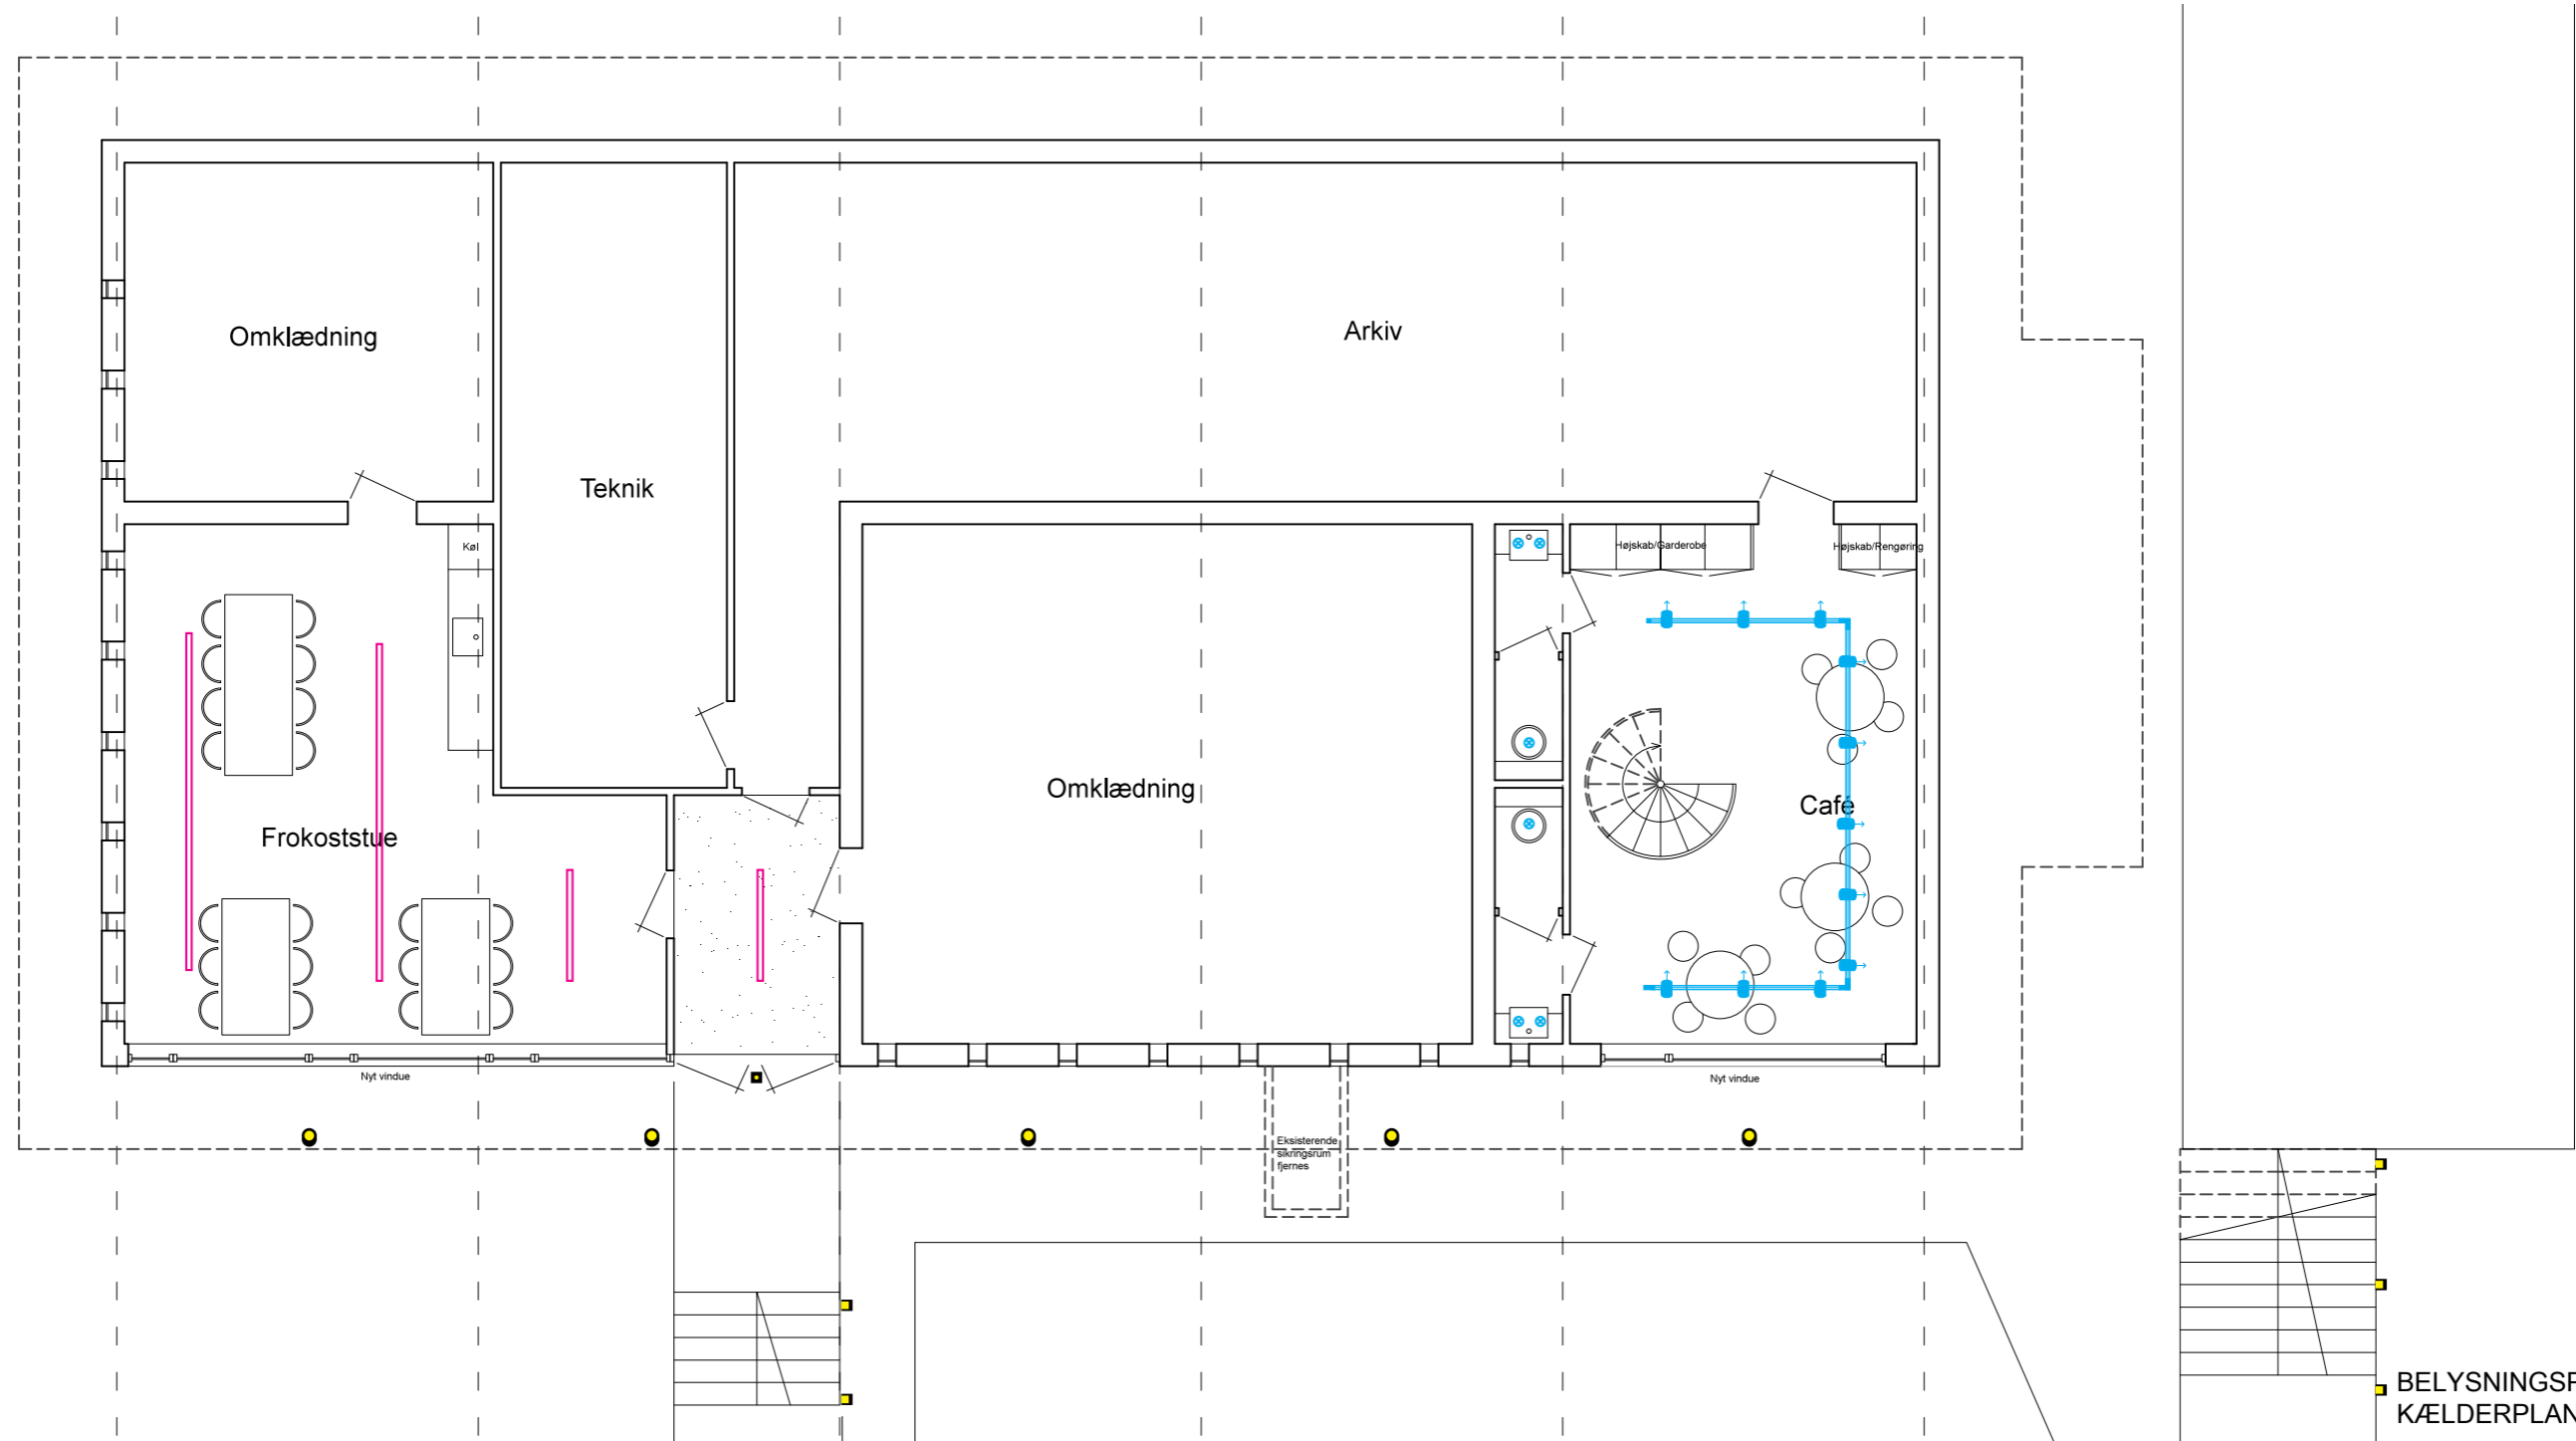 Omklædning
Arkiv
Teknik
Køl
Højskab/Garderobe
Højskab/Rengøring
Omklædning
Café
Frokoststue
Nyt vindue
Nyt vindue
Eksisterende
sikringsrum
fjernes
BELYSNINGSP
KÆLDERPLAN